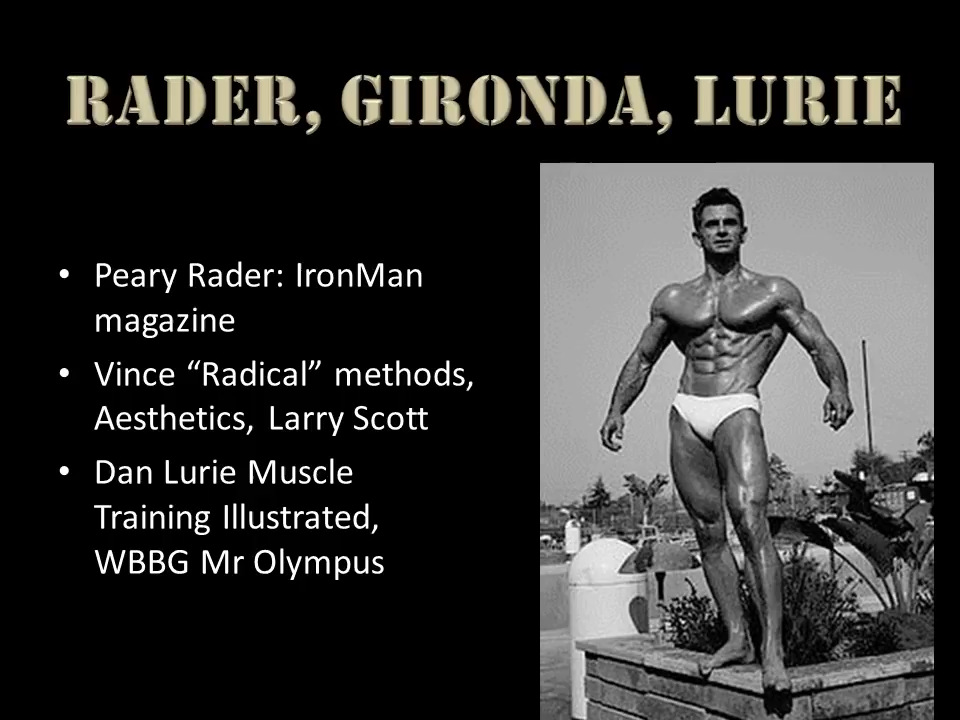 RADER, GIRONDA, LURIE
• Peary Rader: IronMan
magazine
• Vince “Radical” methods,
Aesthetics, Larry Scott
• Dan Lurie Muscle
Training Illustrated,
WBBG Mr Olympus